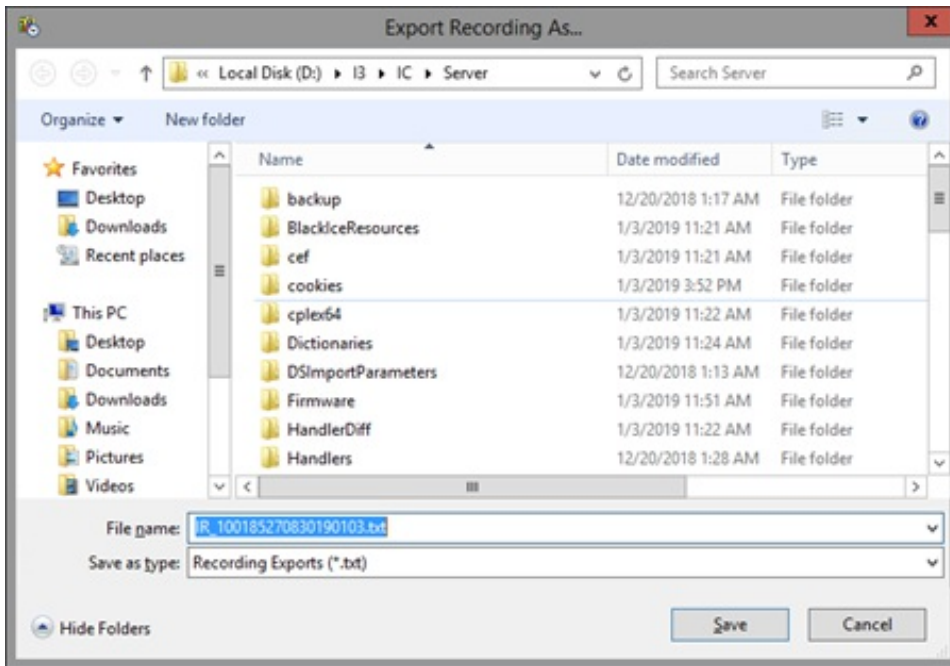 Export Recording As...
« Local Disk (D:) ▸ I3 ▸ IC ▸ Server
Search Server
Organize
New folder
Favorites
Desktop
Downloads
Recent places
This PC
Desktop
Documents
Downloads
Music
Pictures
Videos
Name Date modified Type
backup 12/20/2018 1:17 AM File folder
BlackIceResources 1/3/2019 11:21 AM File folder
cef 1/3/2019 11:21 AM File folder
cookies 1/3/2019 3:52 PM File folder
cplex64 1/3/2019 11:22 AM File folder
Dictionaries 1/3/2019 11:24 AM File folder
DSImportParameters 12/20/2018 1:13 AM File folder
Firmware 1/3/2019 11:51 AM File folder
HandlerDiff 1/3/2019 11:22 AM File folder
Handlers 12/20/2018 1:28 AM File folder
File name: IR_100185270830190103.txt
Save as type: Recording Exports (*.txt)
Hide Folders
Save
Cancel